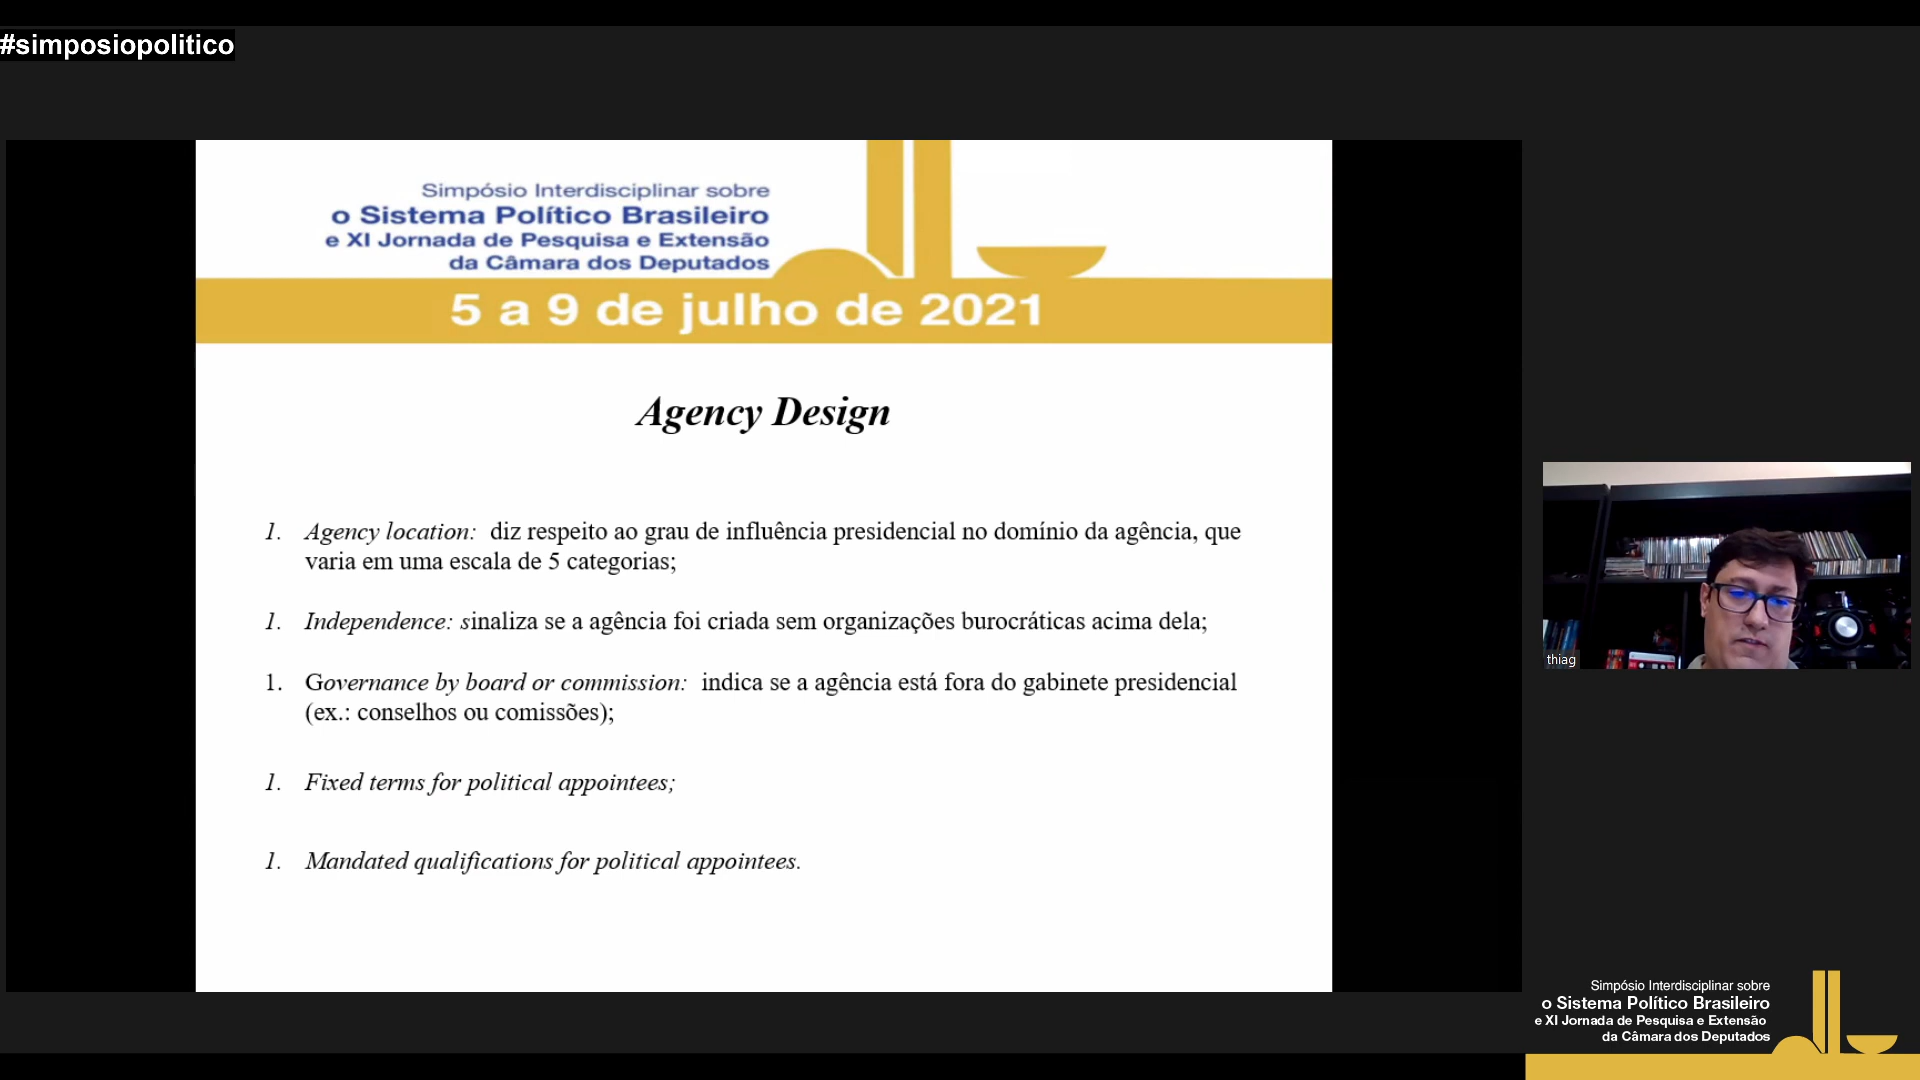 #simposiopolitico
Simpósio Interdisciplinar sobre
o Sistema Político Brasileiro
e XI Jornada de Pesquisa e Extensão
da Câmara dos Deputados
5 a 9 de julho de 2021
Agency Design
1. Agency location: diz respeito ao grau de influência presidencial no domínio da agência, que
varia em uma escala de 5 categorias;
1. Independence: sinaliza se a agência foi criada sem organizações burocráticas acima dela;
1. Governance by board or commission: indica se a agência está fora do gabinete presidencial
(ex.: conselhos ou comissões);
1. Fixed terms for political appointees;
1. Mandated qualifications for political appointees.
thiag
Simpósio Interdisciplinar sobre
o Sistema Político Brasileiro
e XI Jornada de Pesquisa e Extensão
da Câmara dos Deputados